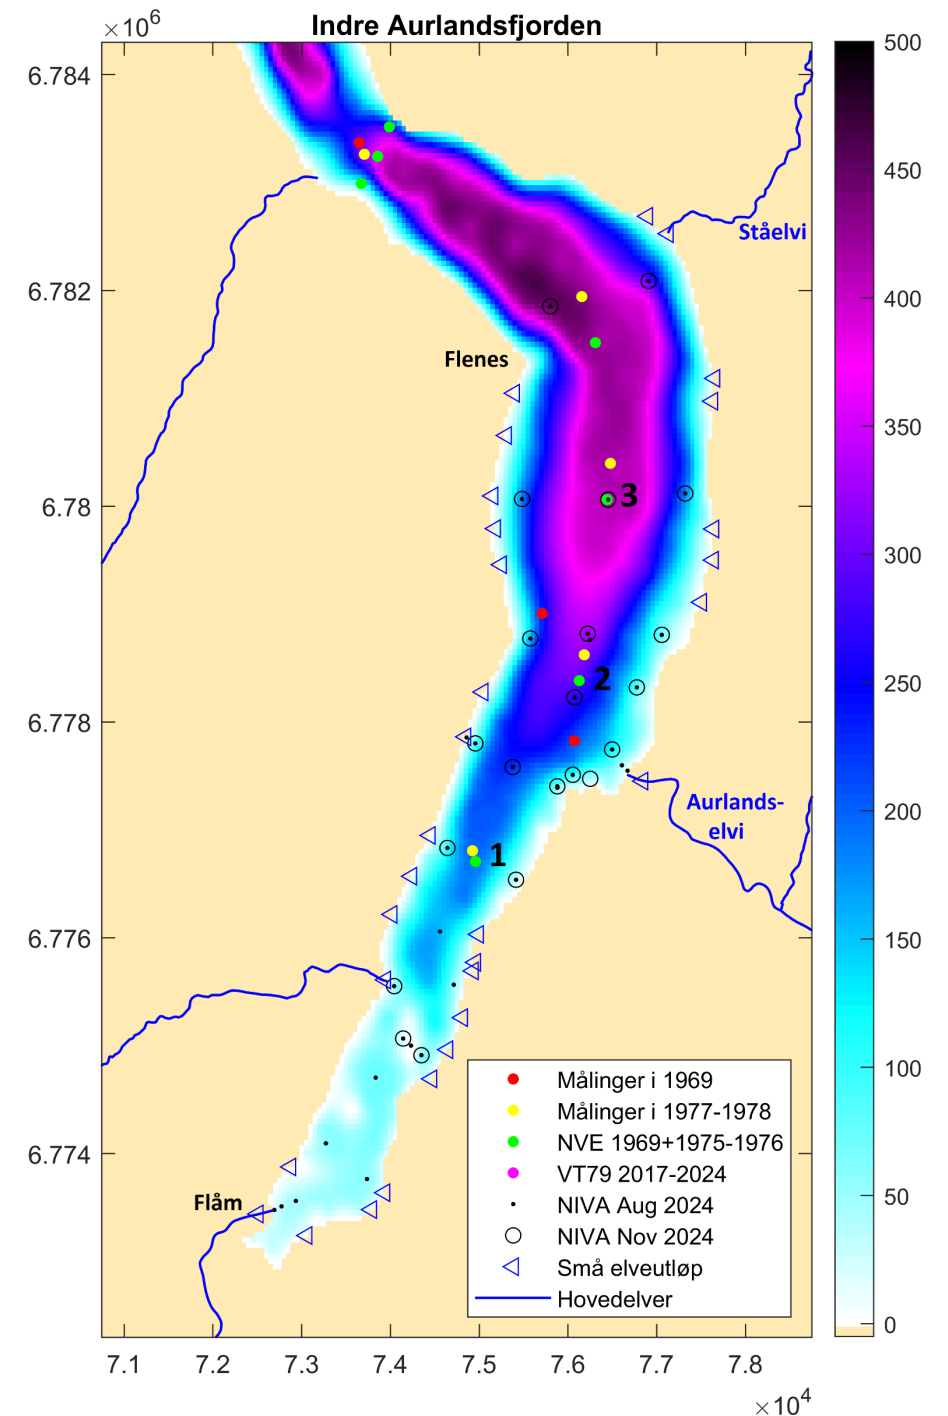 Indre Aurlandsfjorden
×10⁶
6.784
6.782
6.78
6.778
6.776
6.774
7.1
7.2
7.3
7.4
7.5
7.6
7.7
7.8
×10⁴
Ståelvi
Flenes
3
2
Aurlands-
elvi
1
Flåm
Målinger i 1969
Målinger i 1977-1978
NVE 1969+1975-1976
VT79 2017-2024
NIVA Aug 2024
NIVA Nov 2024
Små elveutløp
Hovedelver
500
450
400
350
300
250
200
150
100
50
0